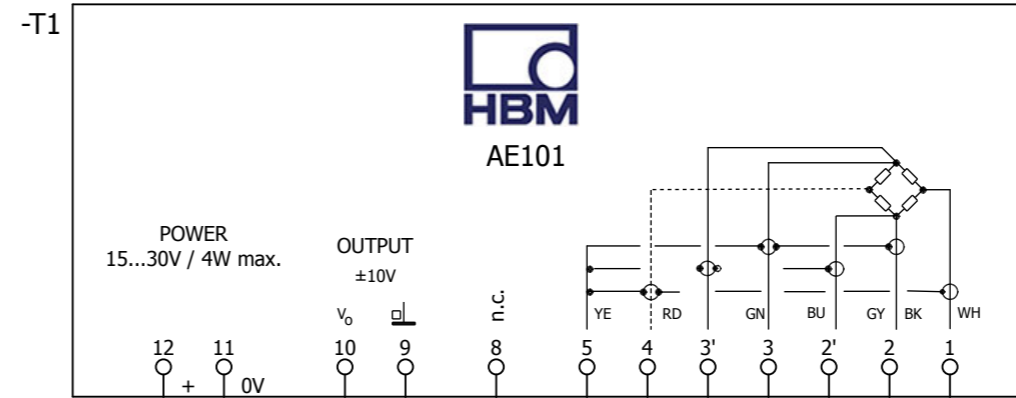 -T1
HBM
AE101
POWER
15...30V / 4W max.
OUTPUT
±10V
Vo
n.c.
YE RD GN BU GY BK WH
12 11 10 9 8 5 4 3' 3 2' 2 1
+ 0V